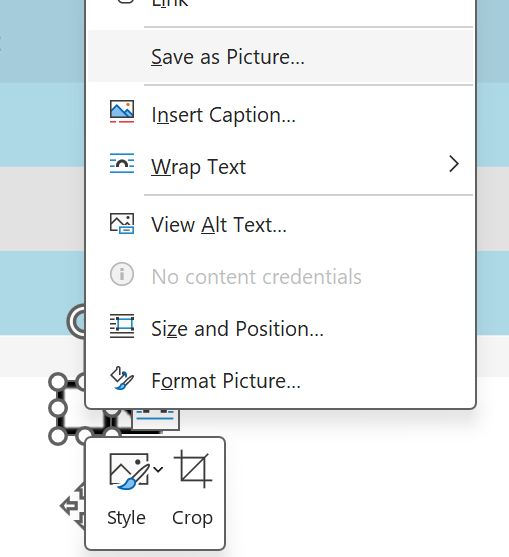 Link
Save as Picture...
Insert Caption...
Wrap Text
View Alt Text...
No content credentials
Size and Position...
Format Picture...
Style
Crop